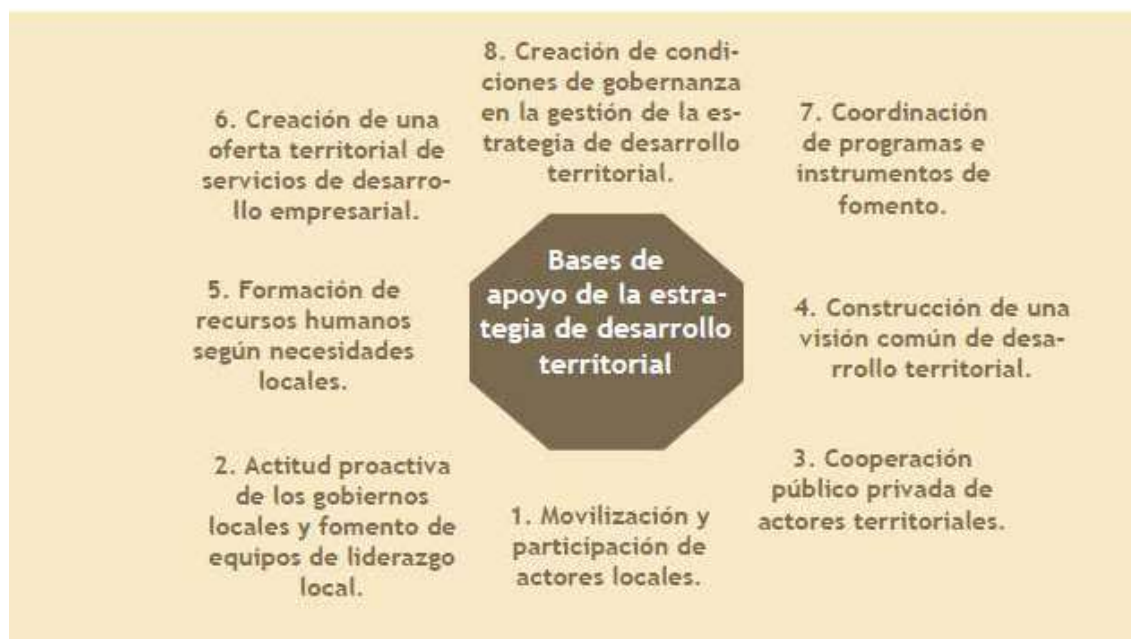 8. Creación de condi-
ciones de gobernanza
en la gestión de la es-
trategia de desarrollo
territorial.
6. Creación de una
oferta territorial de
servicios de desarro-
llo empresarial.
7. Coordinación
de programas e
instrumentos de
fomento.
Bases de
apoyo de la estra-
tegia de desarrollo
territorial
5. Formación de
recursos humanos
según necesidades
locales.
4. Construcción de una
visión común de desa-
rrollo territorial.
2. Actitud proactiva
de los gobiernos
locales y fomento de
equipos de liderazgo
local.
1. Movilización y
participación de
actores locales.
3. Cooperación
público privada de
actores territoriales.